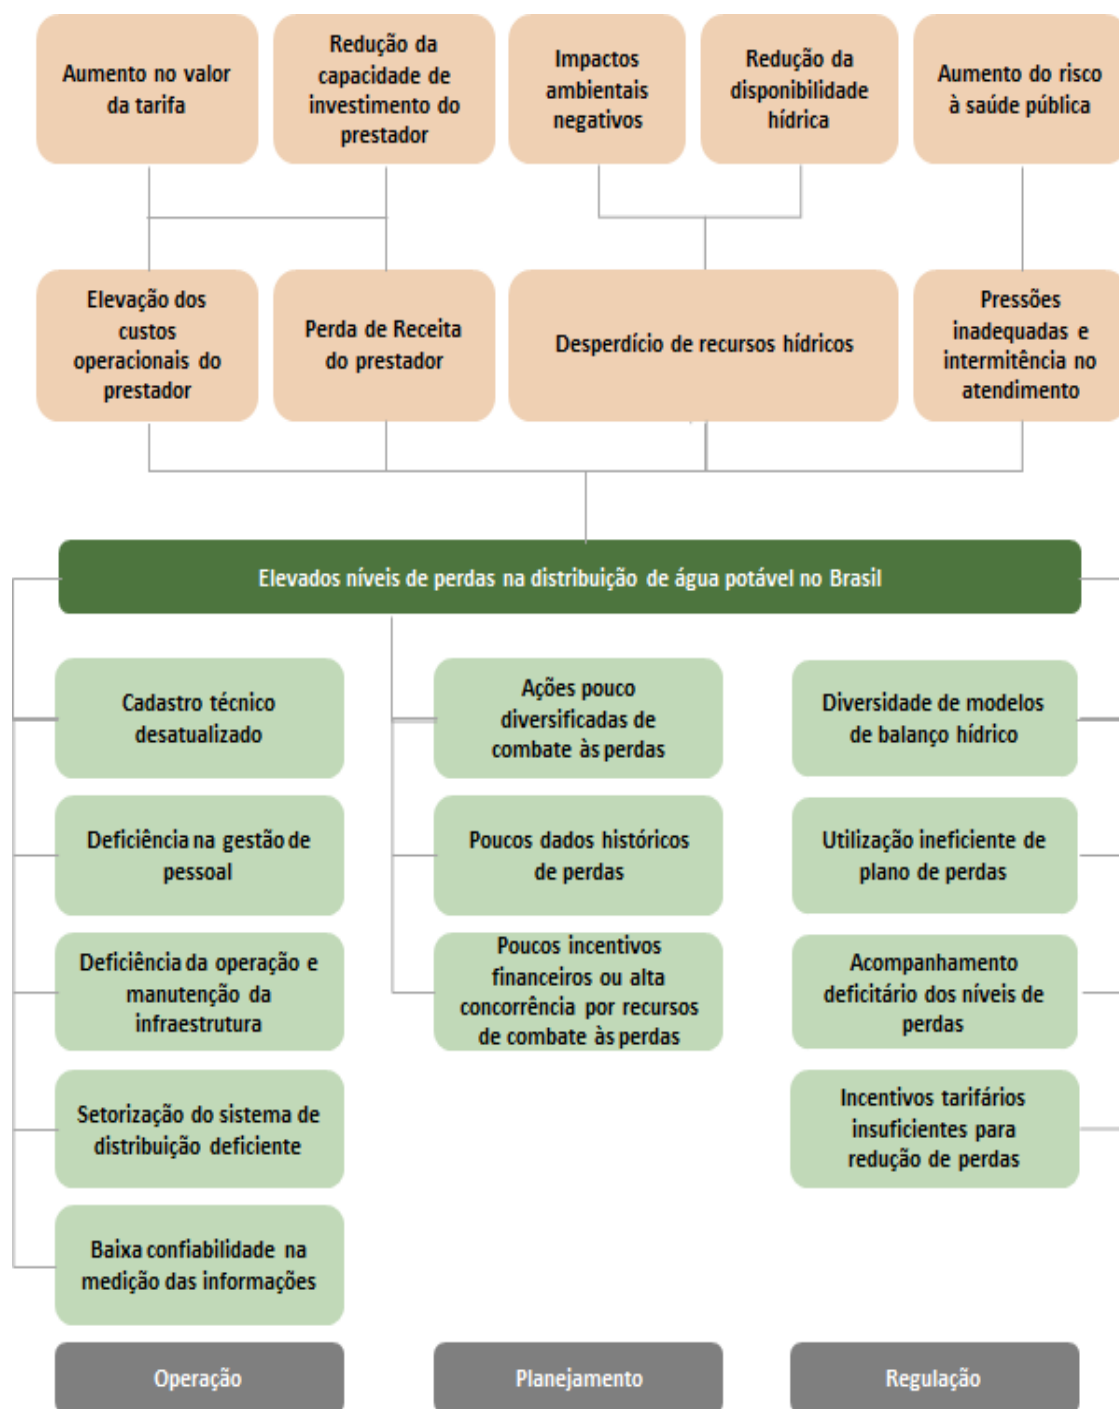 Aumento no valor
da tarifa
Redução da
capacidade de
investimento do
prestador
Impactos
ambientais
negativos
Redução da
disponibilidade
hídrica
Aumento do risco
à saúde pública
Elevação dos
custos
operacionais do
prestador
Perda de Receita
do prestador
Desperdício de recursos hídricos
Pressões
inadequadas e
intermitência no
atendimento
Elevados níveis de perdas na distribuição de água potável no Brasil
Cadastro técnico
desatualizado
Deficiência na gestão de
pessoal
Deficiência da operação e
manutenção da
infraestrutura
Setorização do sistema de
distribuição deficiente
Baixa confiabilidade na
medição das informações
Operação
Ações pouco
diversificadas de
combate às perdas
Poucos dados históricos
de perdas
Poucos incentivos
financeiros ou alta
concorrência por recursos
de combate às perdas
Planejamento
Diversidade de modelos
de balanço hídrico
Utilização ineficiente de
plano de perdas
Acompanhamento
deficitário dos níveis de
perdas
Incentivos tarifários
insuficientes para
redução de perdas
Regulação